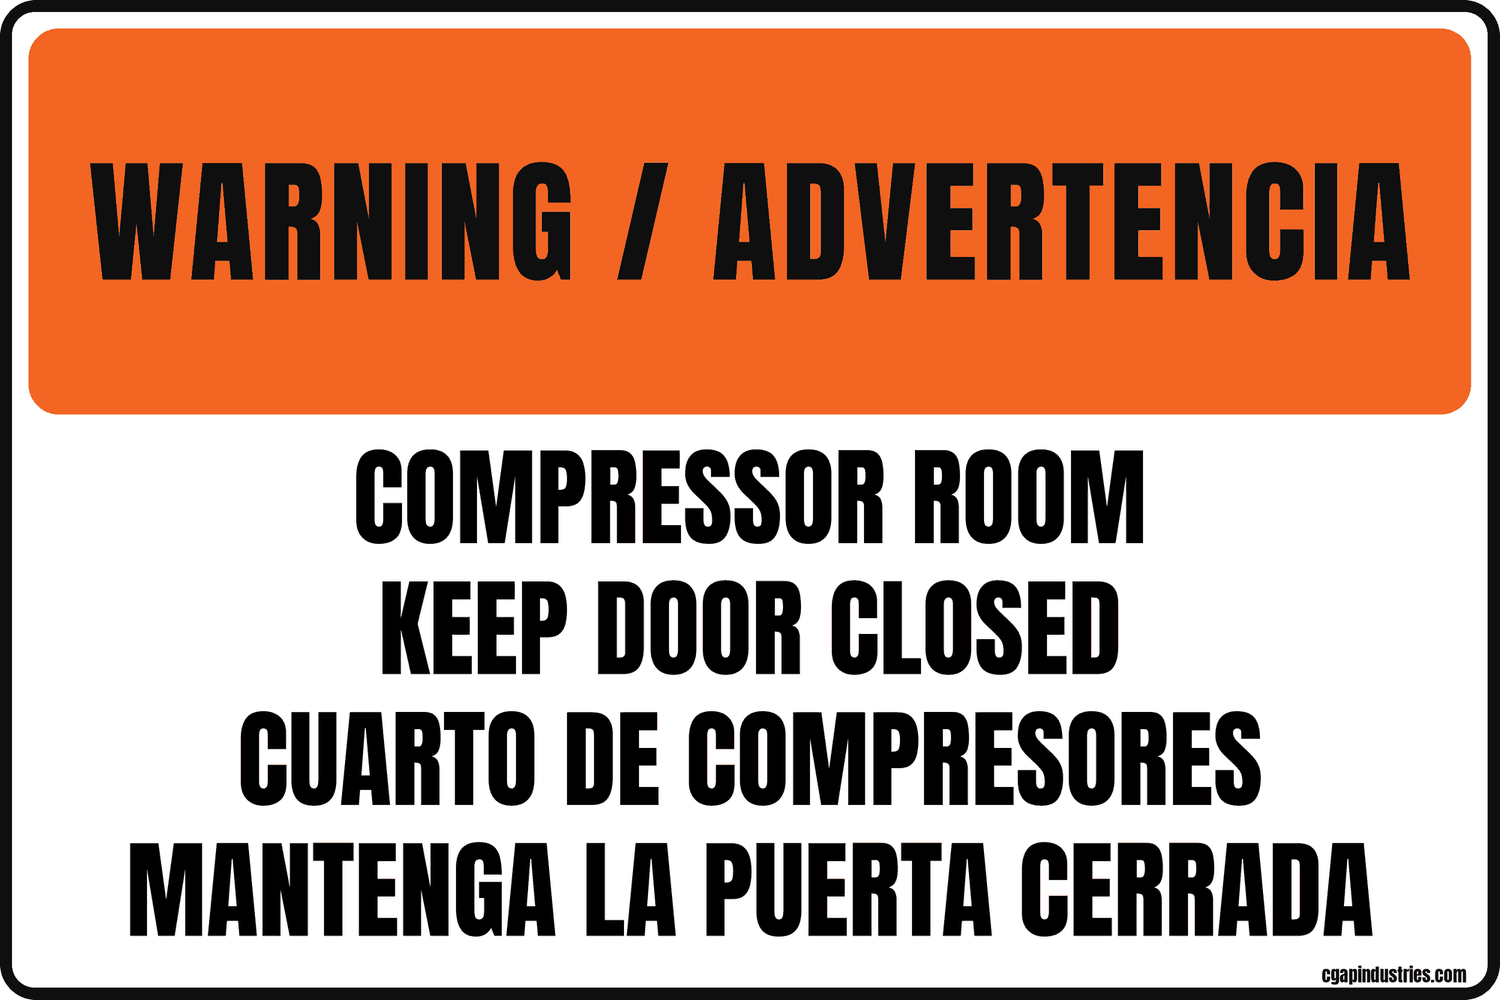 WARNING / ADVERTENCIA
COMPRESSOR ROOM
KEEP DOOR CLOSED
CUARTO DE COMPRESORES
MANTENGA LA PUERTA CERRADA
cgapindustries.com